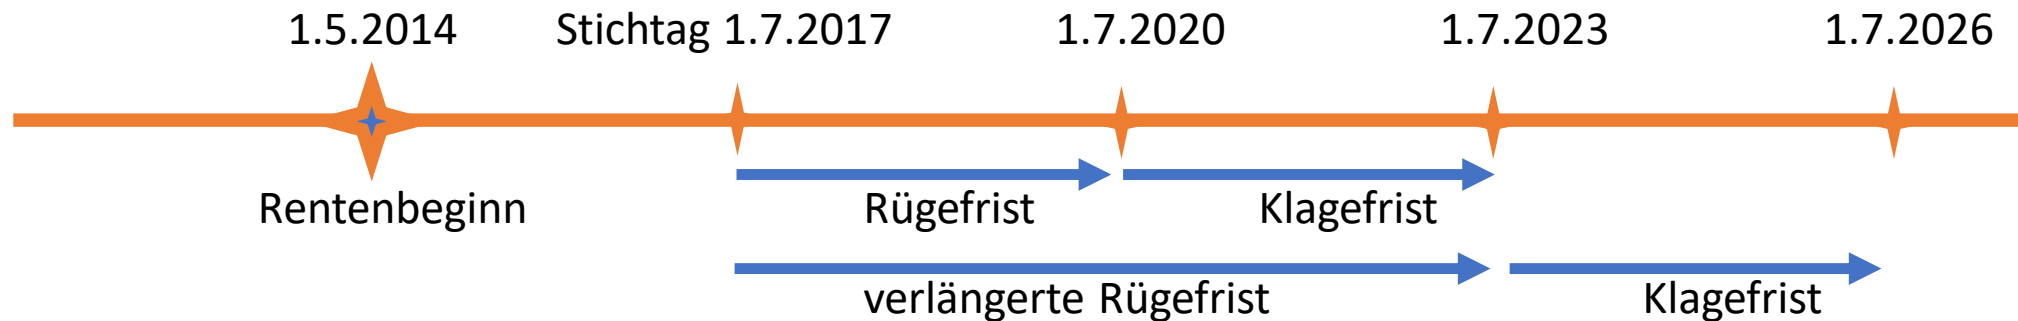 1.5.2014 Stichtag 1.7.2017 1.7.2020 1.7.2023 1.7.2026
Rentenbeginn Rügefrist Klagefrist
verlängerte Rügefrist Klagefrist